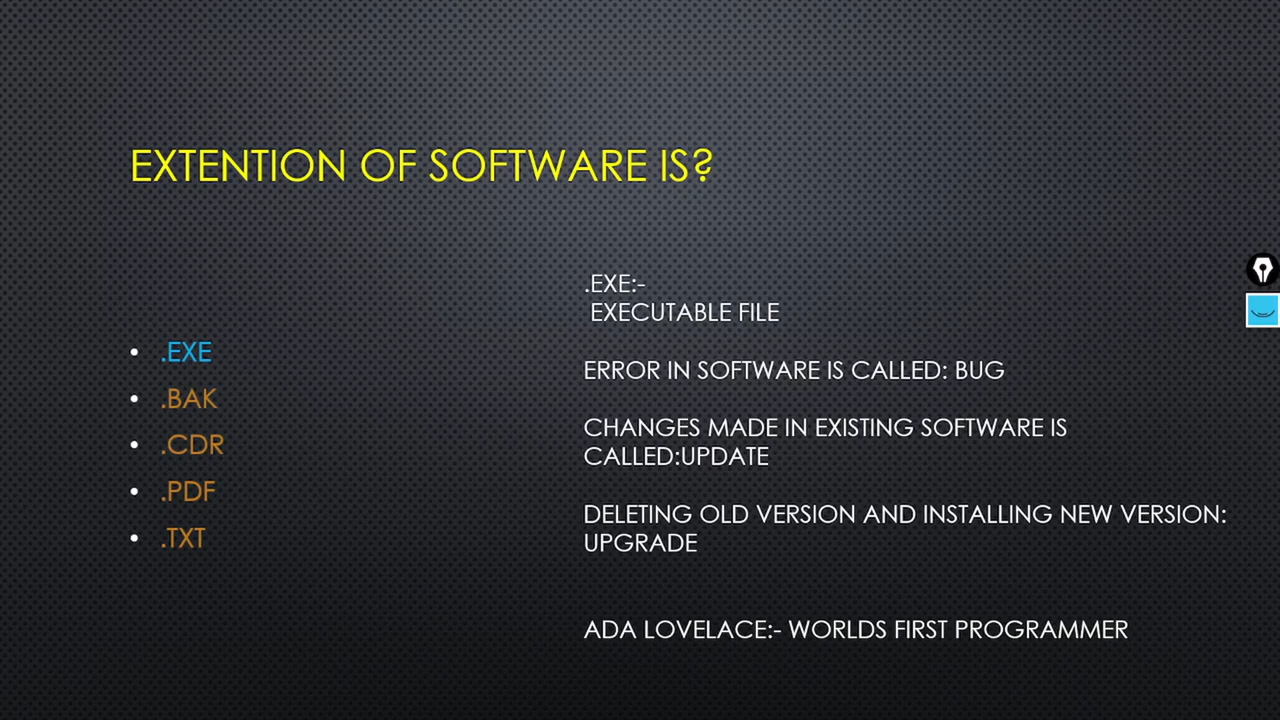 EXTENTION OF SOFTWARE IS?
• .EXE
• .BAK
• .CDR
• .PDF
• .TXT
.EXE:-
EXECUTABLE FILE
ERROR IN SOFTWARE IS CALLED: BUG
CHANGES MADE IN EXISTING SOFTWARE IS
CALLED:UPDATE
DELETING OLD VERSION AND INSTALLING NEW VERSION:
UPGRADE
ADA LOVELACE:- WORLDS FIRST PROGRAMMER